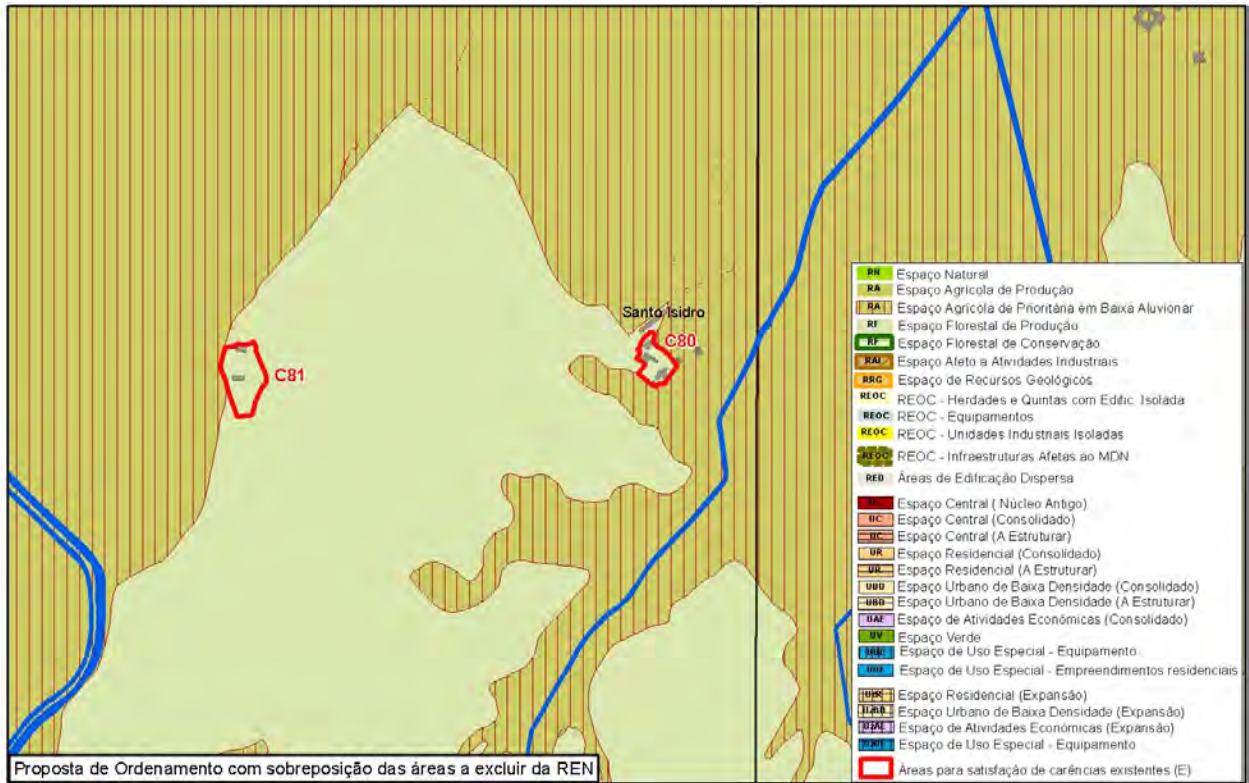 Santo Isidro
C80
C81
RN Espaço Natural
RA Espaço Agrícola de Produção
RA Espaço Agrícola de Prioritária em Baixa Aluvionar
RF Espaço Florestal de Produção
RF Espaço Florestal de Conservação
RAI Espaço Afeto a Atividades Industriais
RRG Espaço de Recursos Geológicos
REOC REOC - Herdades e Quintas com Edific. Isolada
REOC REOC - Equipamentos
REOC REOC - Unidades Industriais Isoladas
REOC REOC - Infraestruturas Afetas ao MDN
RED Áreas de Edificação Dispersa
UC Espaço Central ( Núcleo Antigo)
UC Espaço Central (Consolidado)
UC Espaço Central (A Estruturar)
UR Espaço Residencial (Consolidado)
UR Espaço Residencial (A Estruturar)
UBD Espaço Urbano de Baixa Densidade (Consolidado)
UBD Espaço Urbano de Baixa Densidade (A Estruturar)
UAE Espaço de Atividades Económicas (Consolidado)
UV Espaço Verde
Espaço de Uso Especial - Equipamento
UUE Espaço de Uso Especial - Empreendimentos residenciais
Espaço Residencial (Expansão)
Espaço Urbano de Baixa Densidade (Expansão)
Espaço de Atividades Económicas (Expansão)
Espaço de Uso Especial - Equipamento
Áreas para satisfação de carências existentes (E)
Proposta de Ordenamento com sobreposição das áreas a excluir da REN